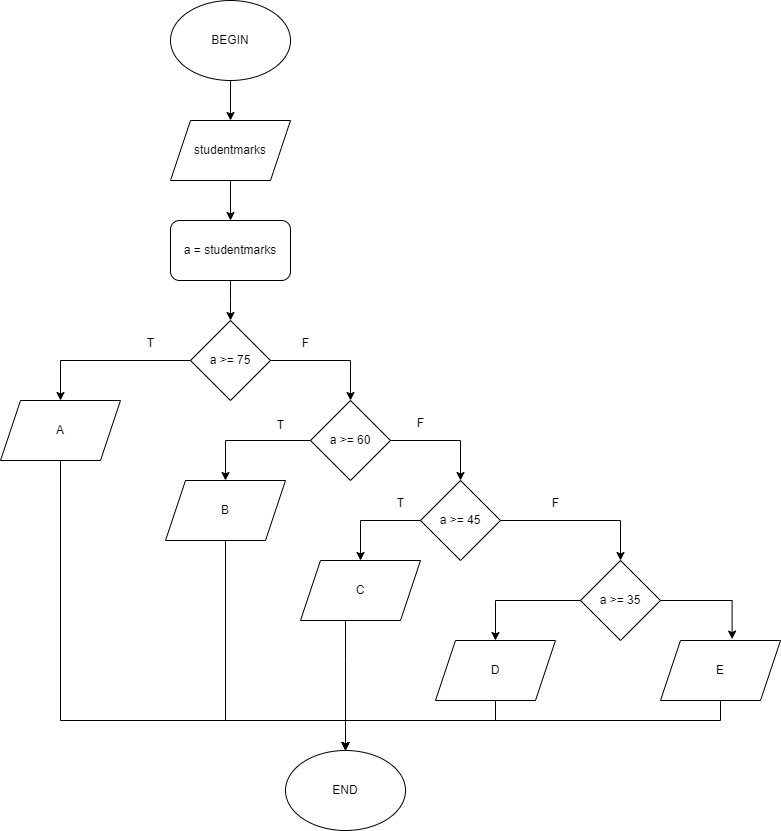 BEGIN
studentmarks
a = studentmarks
T
F
a >= 75
A
T
F
a >= 60
B
T
F
a >= 45
C
a >= 35
D
E
END